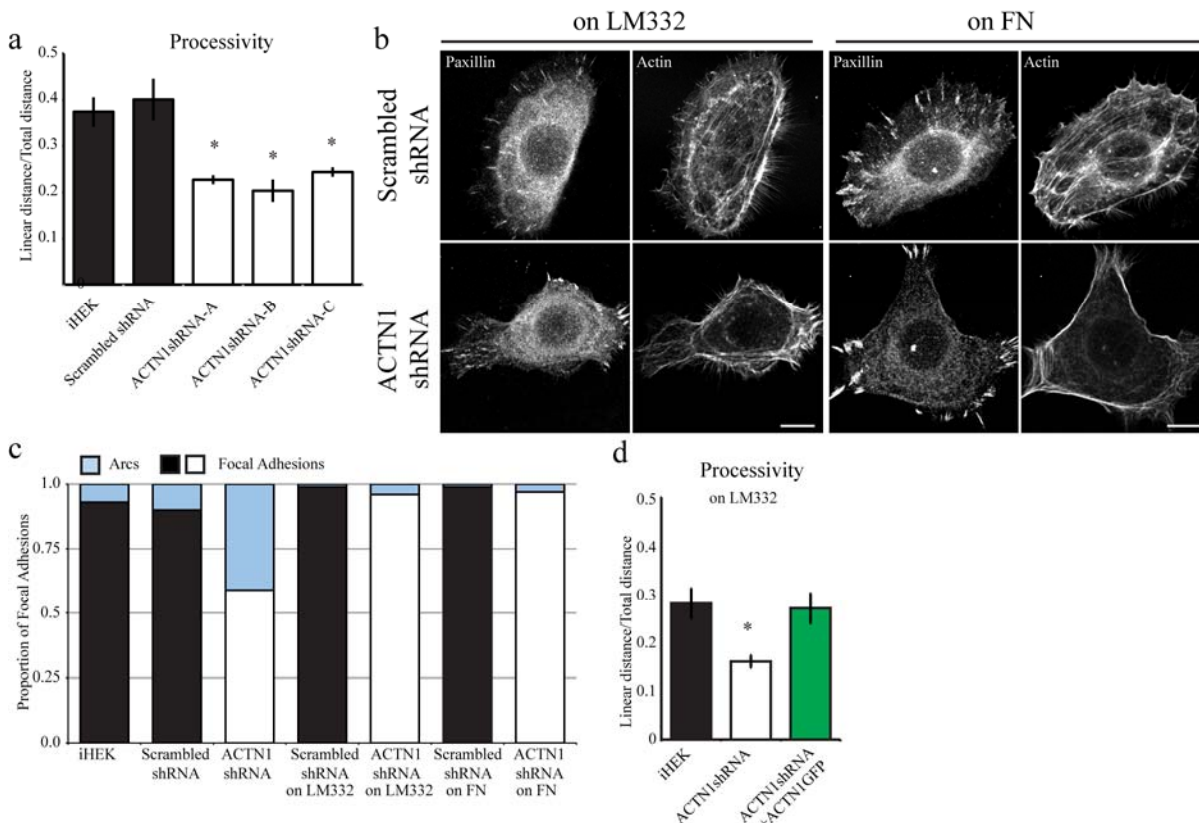 a
Processivity
Linear distance/Total distance
0.5
0.4
0.3
0.2
0.1
0
iHEK
Scrambled shRNA
ACTN1shRNA-A
ACTN1shRNA-B
ACTN1shRNA-C
*
*
*
b
on LM332
on FN
Paxillin
Actin
Paxillin
Actin
Scrambled
shRNA
ACTN1
shRNA
c
Arcs
Focal Adhesions
Proportion of Focal Adhesions
1.0
0.75
0.5
0.25
0.0
iHEK
Scrambled
shRNA
ACTN1
shRNA
Scrambled
shRNA
on LM332
ACTN1
shRNA
on LM332
Scrambled
shRNA
on FN
ACTN1
shRNA
on FN
d
Processivity
on LM332
Linear distance/Total distance
0.5
0.4
0.3
0.2
0.1
0
*
iHEK
ACTN1shRNA
ACTN1shRNA
+ACTN1GFP